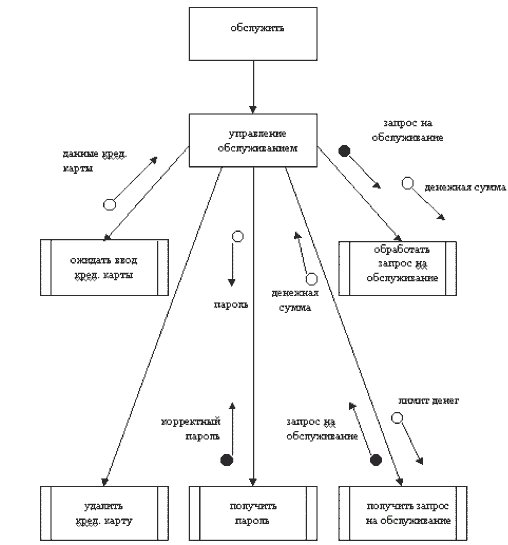 обслужить
управление
обслуживанием
запрос на
обслуживание
данные кред.
карты
денежная сумма
ожидать ввод
кред. карты
обработать
запрос на
обслуживание
пароль
денежная
сумма
лимит денег
корректный
пароль
запрос на
обслуживание
удалить
кред. карту
получить
пароль
получить запрос
на обслуживание